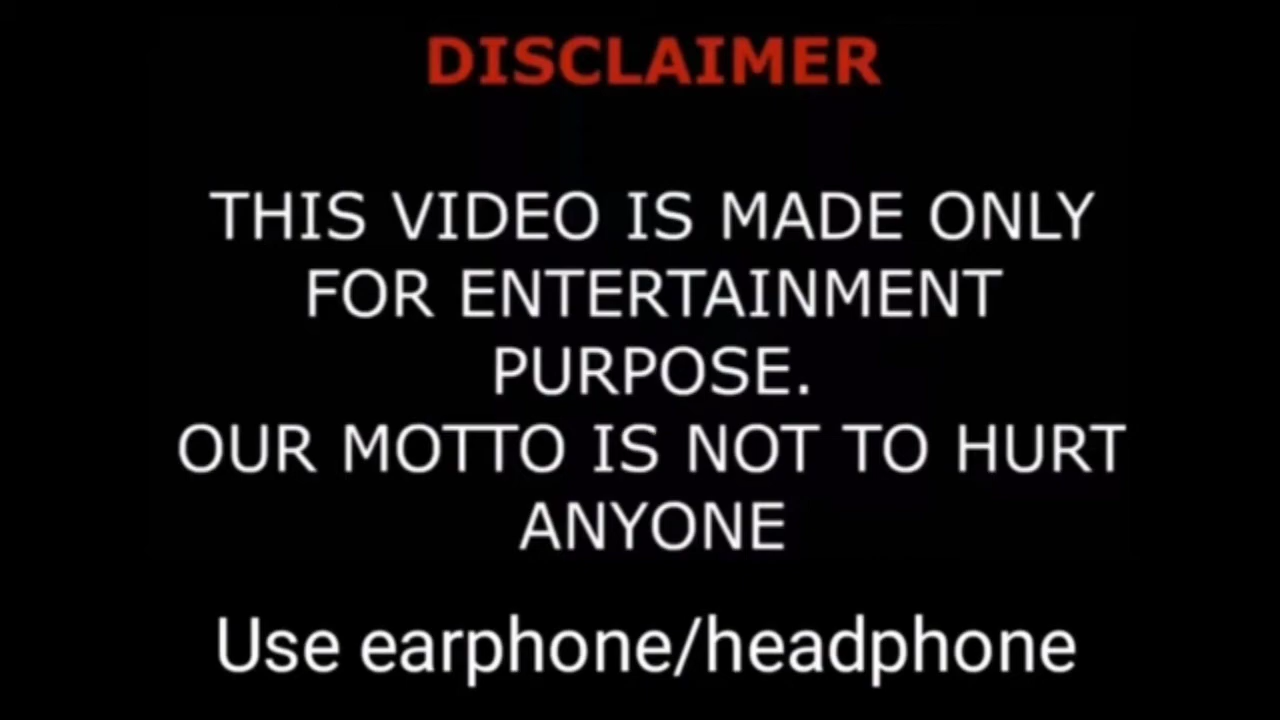 DISCLAIMER
THIS VIDEO IS MADE ONLY
FOR ENTERTAINMENT
PURPOSE.
OUR MOTTO IS NOT TO HURT
ANYONE
Use earphone/headphone